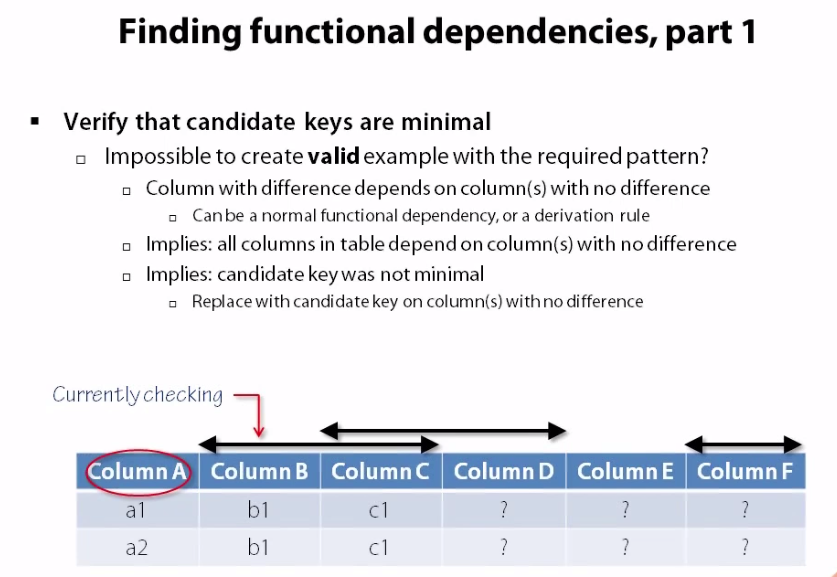 Finding functional dependencies, part 1
Verify that candidate keys are minimal
Impossible to create valid example with the required pattern?
Column with difference depends on column(s) with no difference
Can be a normal functional dependency, or a derivation rule
Implies: all columns in table depend on column(s) with no difference
Implies: candidate key was not minimal
Replace with candidate key on column(s) with no difference
Currently checking
Column A Column B Column C Column D Column E Column F
a1 b1 c1 ? ? ?
a2 b1 c1 ? ? ?